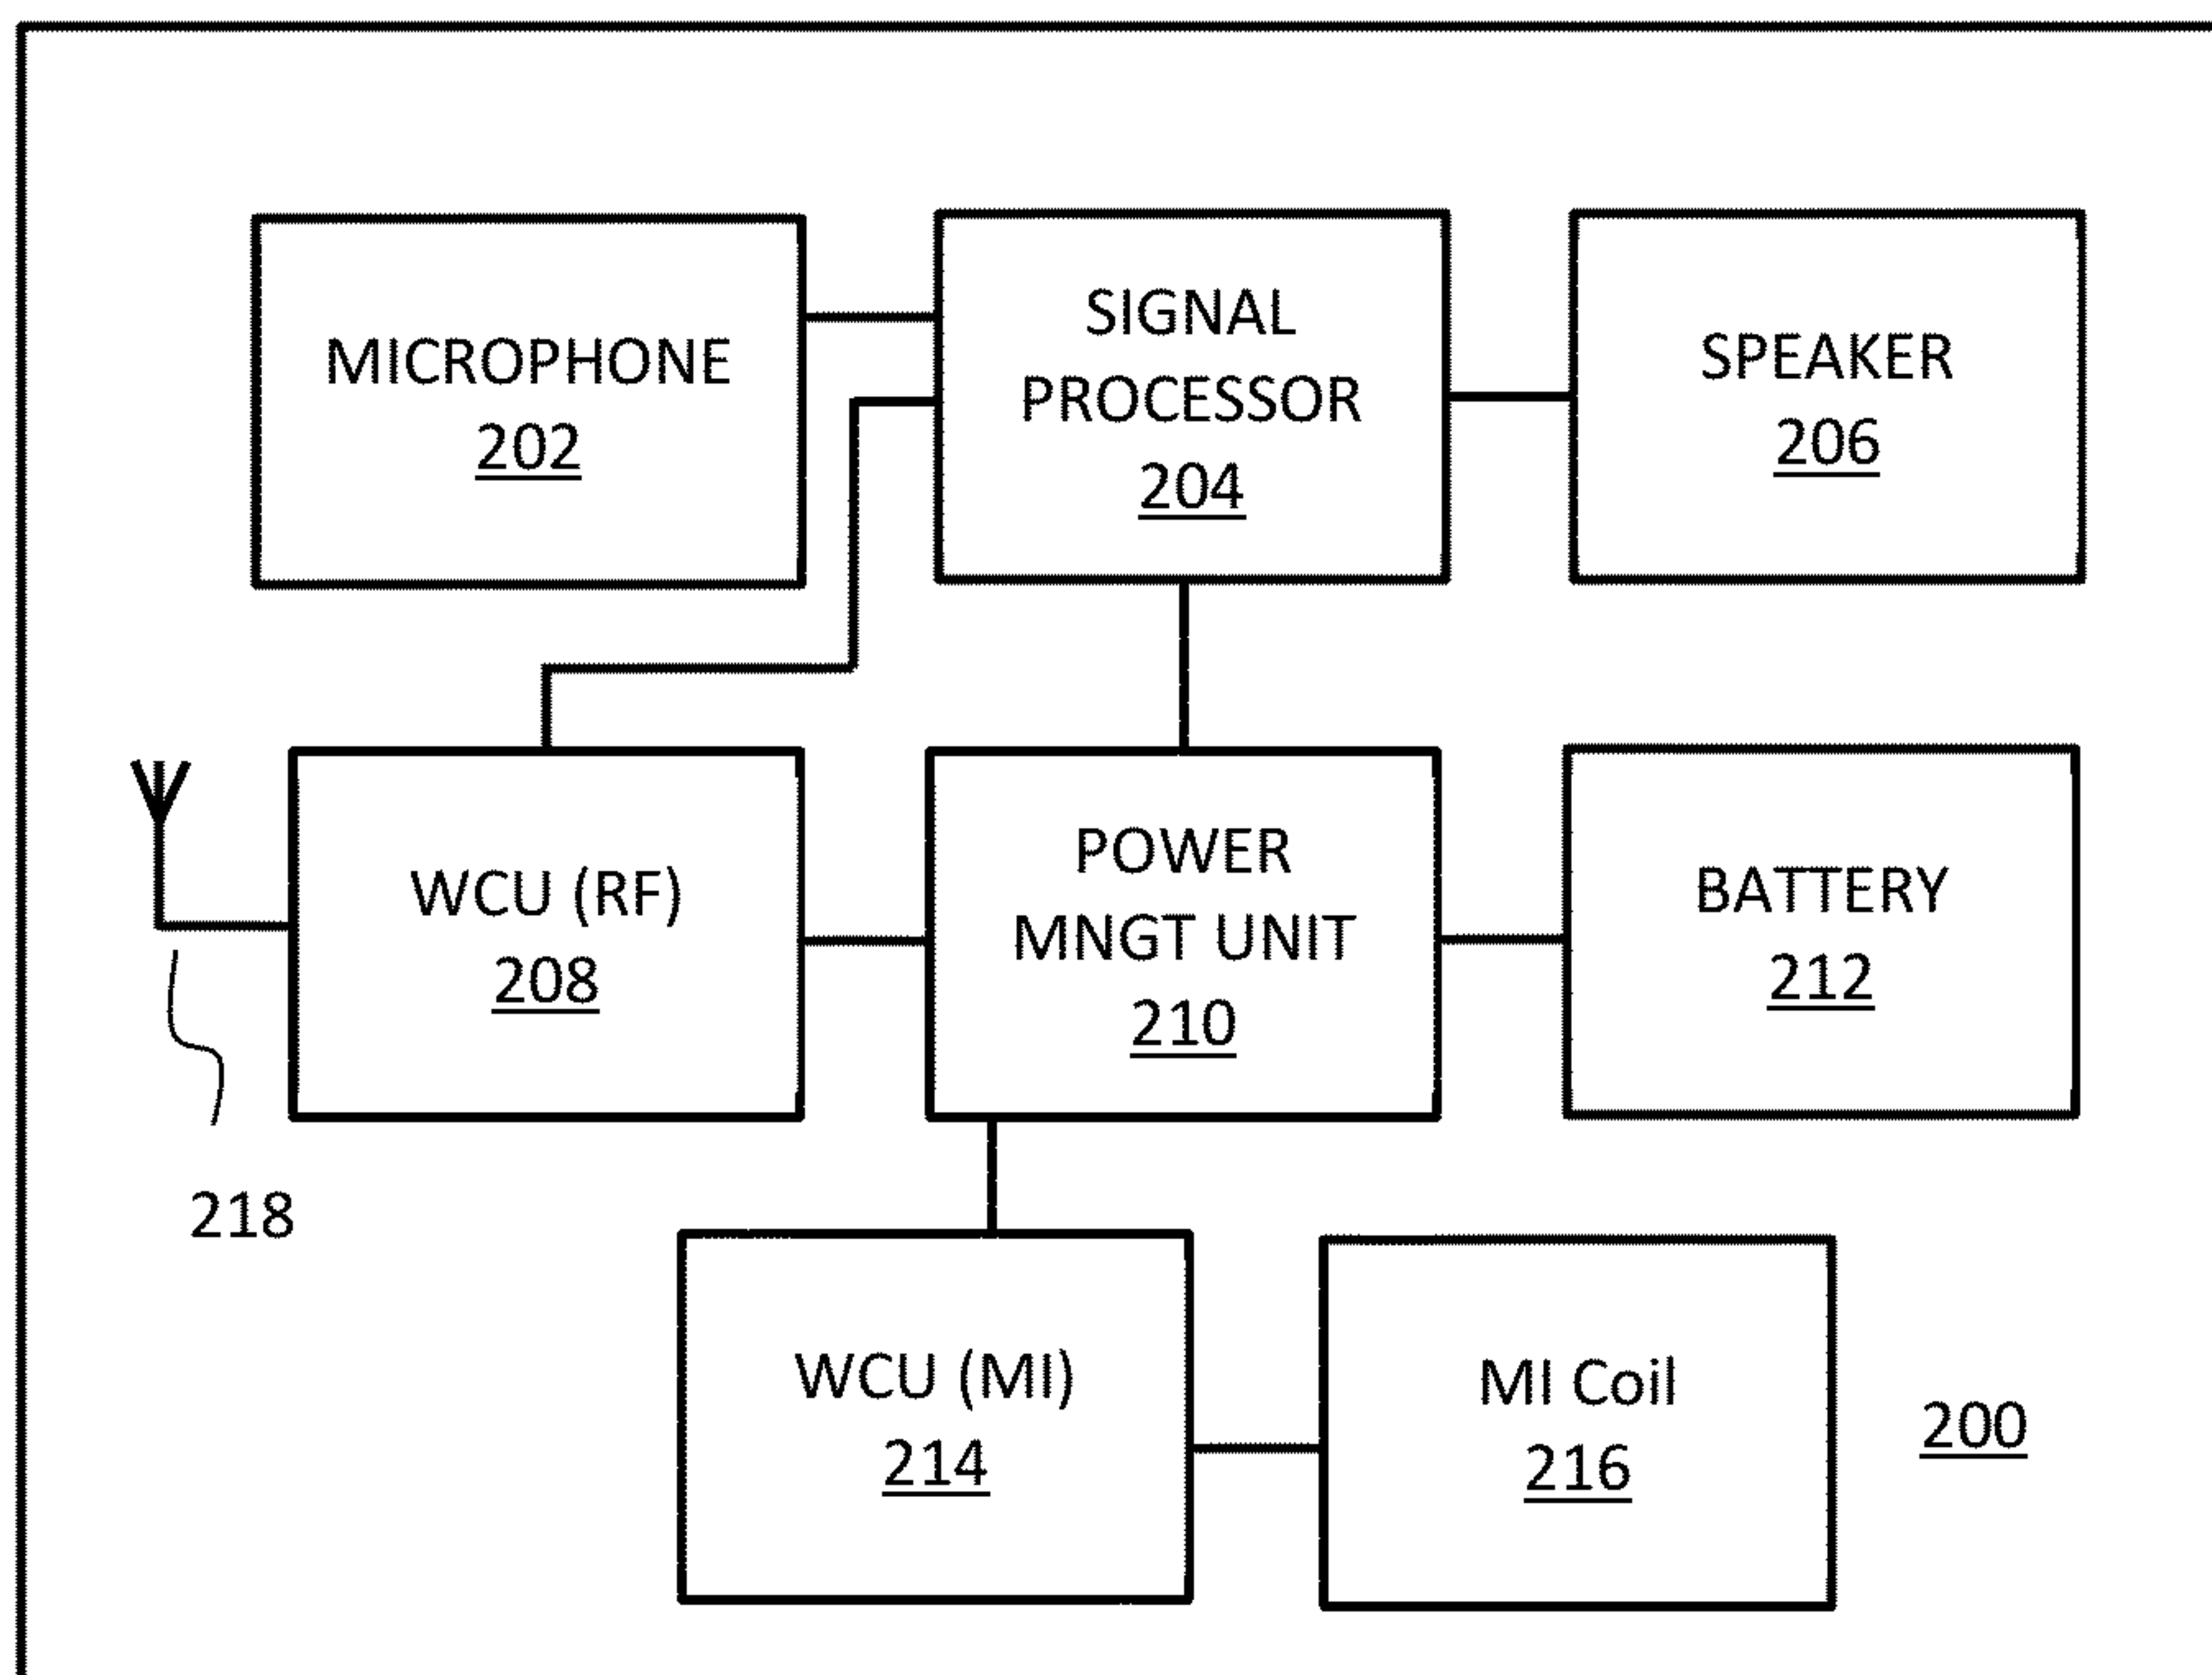 MICROPHONE
202
SIGNAL
PROCESSOR
204
SPEAKER
206
WCU (RF)
208
POWER
MNGT UNIT
210
BATTERY
212
218
WCU (MI)
214
MI Coil
216
200